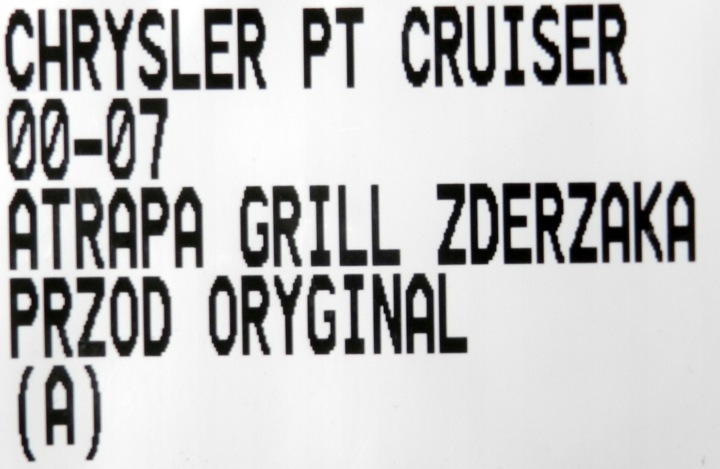 CHRYSLER PT CRUISER
00-07
ATRAPA GRILL ZDERZAKA
PRZOD ORYGINAL
(A)